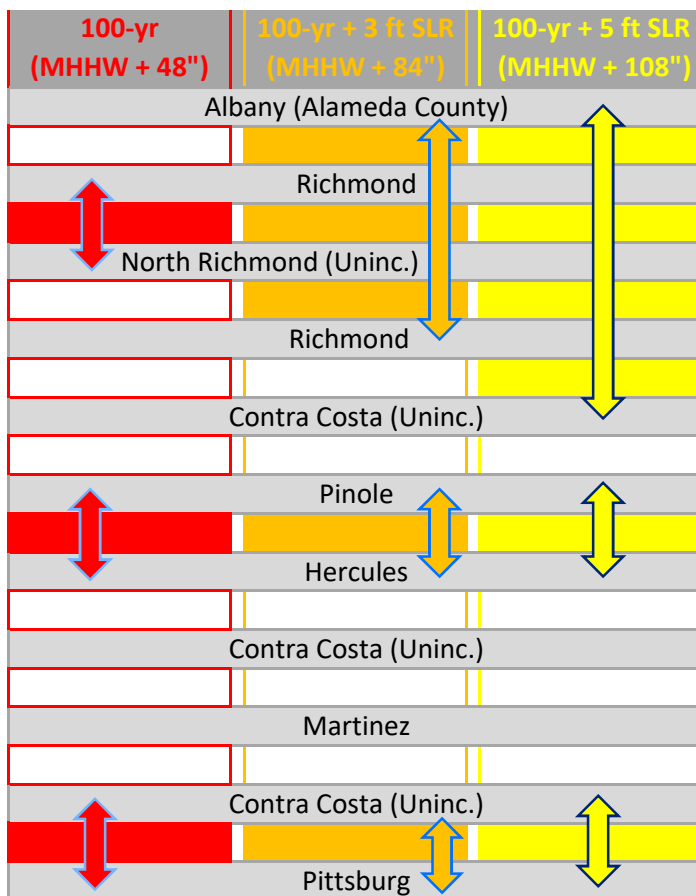 100-yr
(MHHW + 48")
100-yr + 3 ft SLR
(MHHW + 84")
100-yr + 5 ft SLR
(MHHW + 108")
Albany (Alameda County)
Richmond
North Richmond (Uninc.)
Richmond
Contra Costa (Uninc.)
Pinole
Hercules
Contra Costa (Uninc.)
Martinez
Contra Costa (Uninc.)
Pittsburg